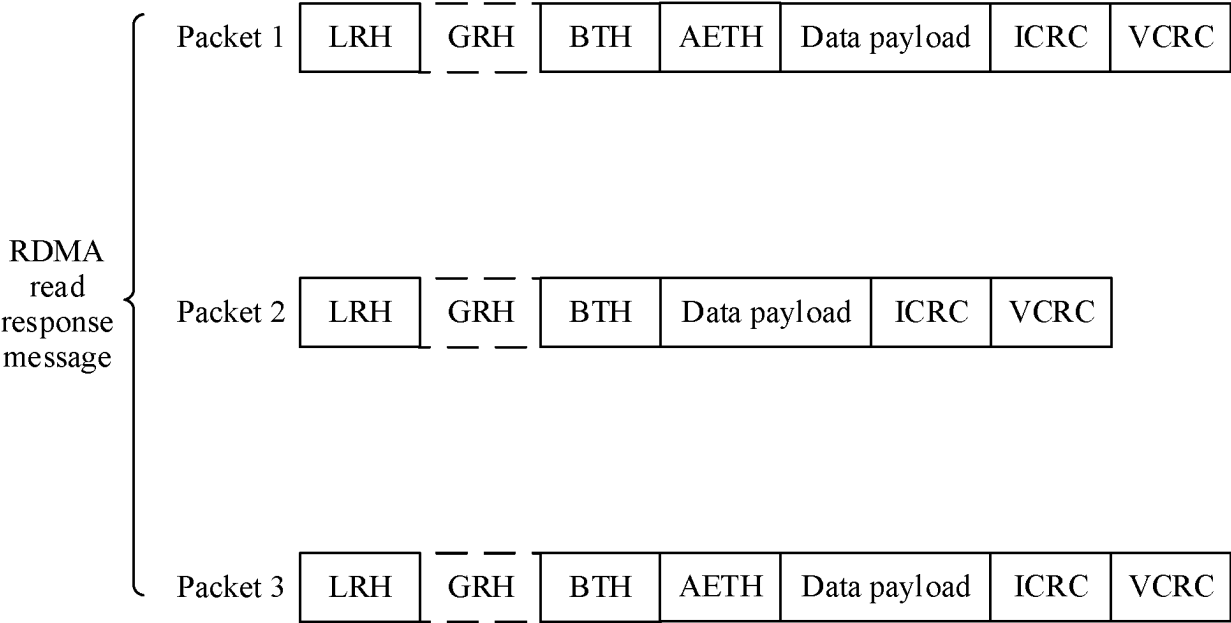 Packet 1 LRH GRH BTH AETH Data payload ICRC VCRC
RDMA
read
response
message
Packet 2 LRH GRH BTH Data payload ICRC VCRC
Packet 3 LRH GRH BTH AETH Data payload ICRC VCRC